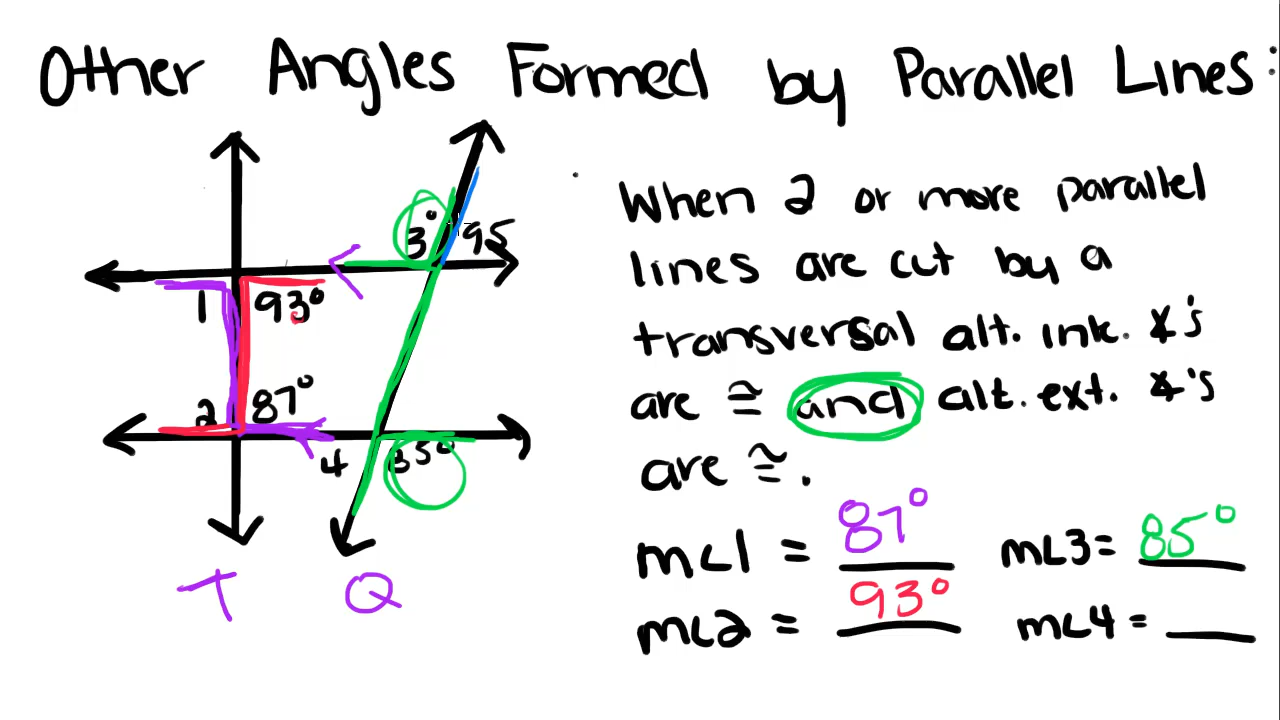 Other Angles Formed by Parallel Lines:
When 2 or more parallel
lines are cut by a
transversal alt. int. ∡'s
are ≅ and alt. ext. ∡'s
are ≅.
3° 95
1 93°
2 87°
4 85°
T Q
m∠1 = 87° m∠3 = 85°
m∠2 = 93° m∠4 = __